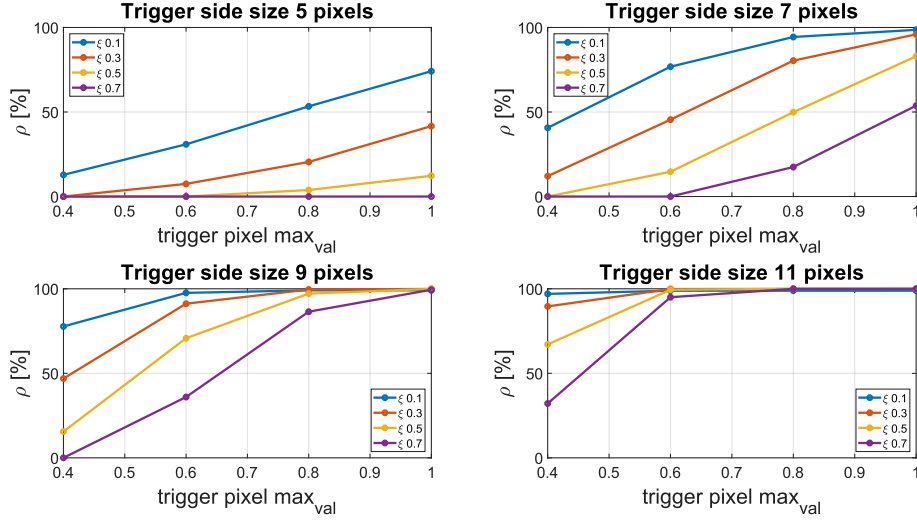 Trigger side size 5 pixels
100
50
0
ρ [%]
ξ 0.1
ξ 0.3
ξ 0.5
ξ 0.7
0.4 0.5 0.6 0.7 0.8 0.9 1
trigger pixel max_val
Trigger side size 7 pixels
100
50
0
ρ [%]
ξ 0.1
ξ 0.3
ξ 0.5
ξ 0.7
0.4 0.5 0.6 0.7 0.8 0.9 1
trigger pixel max_val
Trigger side size 9 pixels
100
50
0
ρ [%]
ξ 0.1
ξ 0.3
ξ 0.5
ξ 0.7
0.4 0.5 0.6 0.7 0.8 0.9 1
trigger pixel max_val
Trigger side size 11 pixels
100
50
0
ρ [%]
ξ 0.1
ξ 0.3
ξ 0.5
ξ 0.7
0.4 0.5 0.6 0.7 0.8 0.9 1
trigger pixel max_val